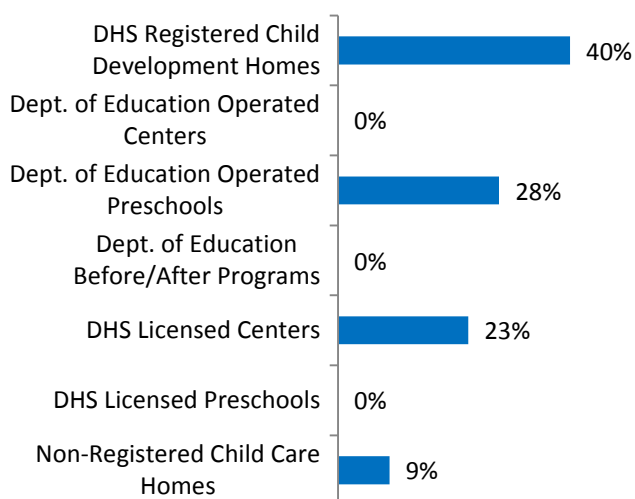 DHS Registered Child
Development Homes
40%
Dept. of Education Operated
Centers
0%
Dept. of Education Operated
Preschools
28%
Dept. of Education
Before/After Programs
0%
DHS Licensed Centers
23%
DHS Licensed Preschools
0%
Non-Registered Child Care
Homes
9%